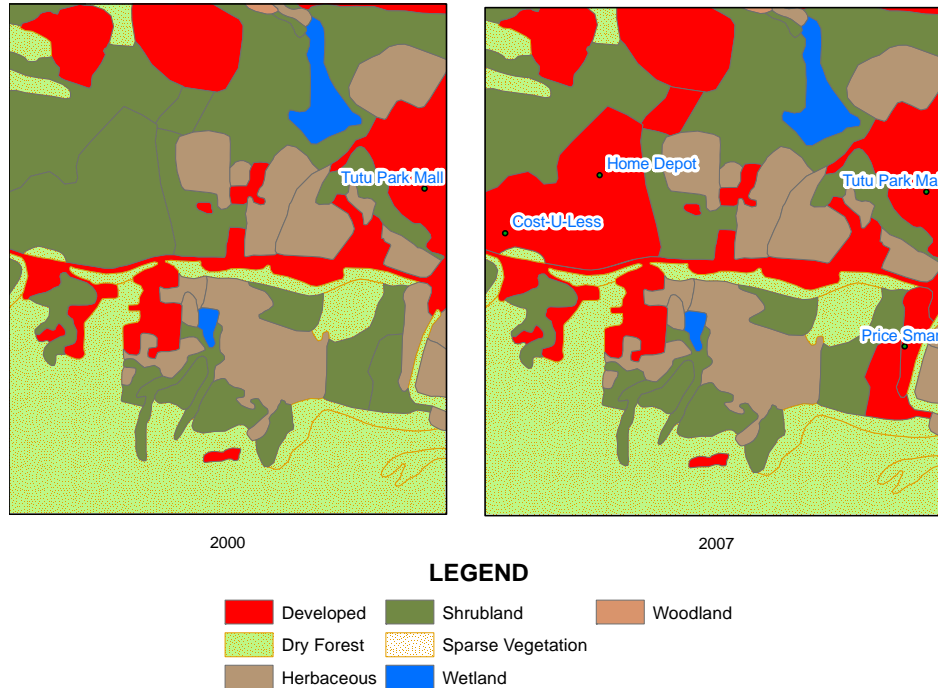 Tutu Park Mall
Home Depot
Tutu Park Ma
Cost-U-Less
Price Smar
2000
2007
LEGEND
Developed
Shrubland
Woodland
Dry Forest
Sparse Vegetation
Herbaceous
Wetland